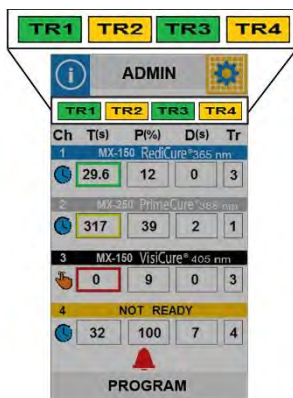 TR1 TR2 TR3 TR4
i ADMIN
TR1 TR2 TR3 TR4
Ch T(s) P(%) D(s) Tr
1 MX-150 RediCure®365 nm
29.6 12 0 3
2 MX-250 PrimeCure®385 nm
317 39 2 1
3 MX-150 VisiCure® 405 nm
0 9 0 3
4 NOT READY
32 100 7 4
PROGRAM